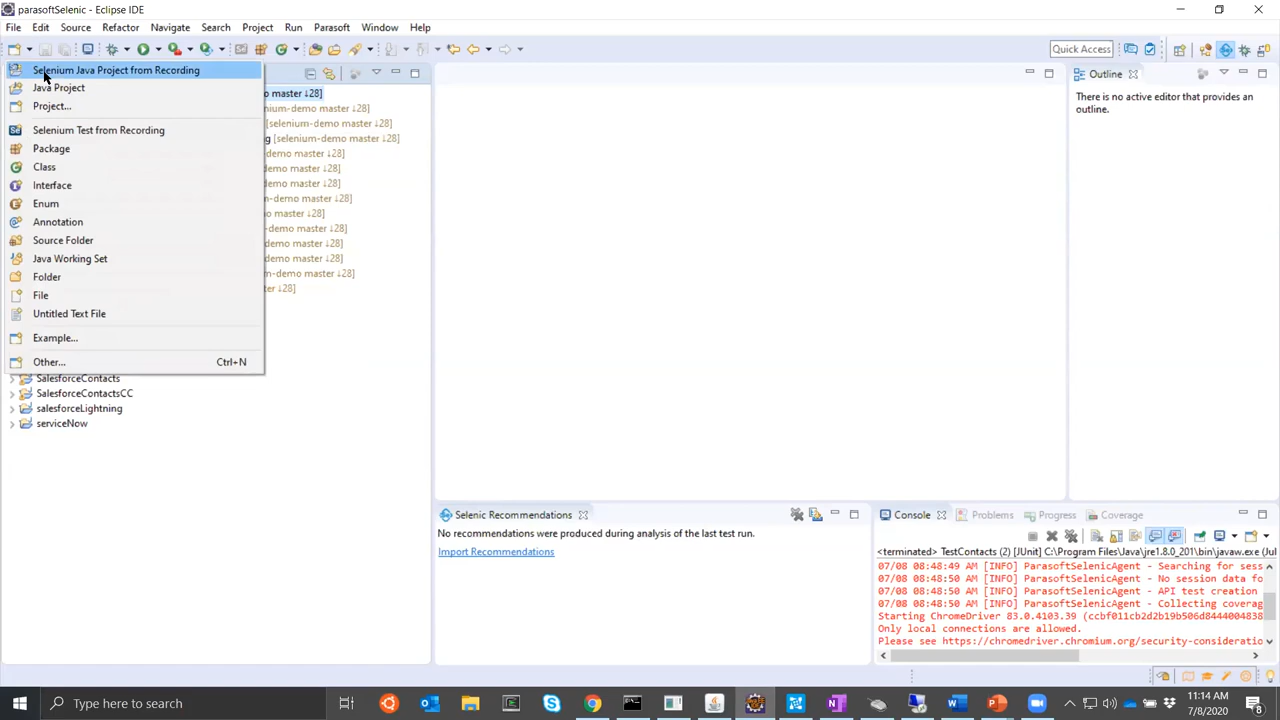 parasoftSelenic - Eclipse IDE
File Edit Source Refactor Navigate Search Project Run Parasoft Window Help
Quick Access
Selenium Java Project from Recording
Java Project
Project...
Selenium Test from Recording
Package
Class
Interface
Enum
Annotation
Source Folder
Java Working Set
Folder
File
Untitled Text File
Example...
Other... Ctrl+N
o master ↓28]
nium-demo master ↓28]
[selenium-demo master ↓28]
g [selenium-demo master ↓28]
demo master ↓28]
-demo master ↓28]
-demo master ↓28]
n-demo master ↓28]
mo master ↓28]
-demo master ↓28]
demo master ↓28]
demo master ↓28]
m-demo master ↓28]
ter ↓28]
SalesforceContacts
SalesforceContactsCC
salesforceLightning
serviceNow
Outline
There is no active editor that provides an
outline.
Selenic Recommendations
No recommendations were produced during analysis of the last test run.
Import Recommendations
Console Problems Progress Coverage
<terminated> TestContacts (2) [JUnit] C:\Program Files\Java\jre1.8.0_201\bin\javaw.exe (Jul
07/08 08:48:49 AM [INFO] ParasoftSelenicAgent - Searching for sess
07/08 08:48:50 AM [INFO] ParasoftSelenicAgent - No session data fo
07/08 08:48:50 AM [INFO] ParasoftSelenicAgent - API test creation
07/08 08:48:50 AM [INFO] ParasoftSelenicAgent - Collecting coverag
Starting ChromeDriver 83.0.4103.39 (ccbf011cb2d2b19b506d8444004838
Only local connections are allowed.
Please see https://chromedriver.chromium.org/security-consideratio
Type here to search
11:14 AM
7/8/2020